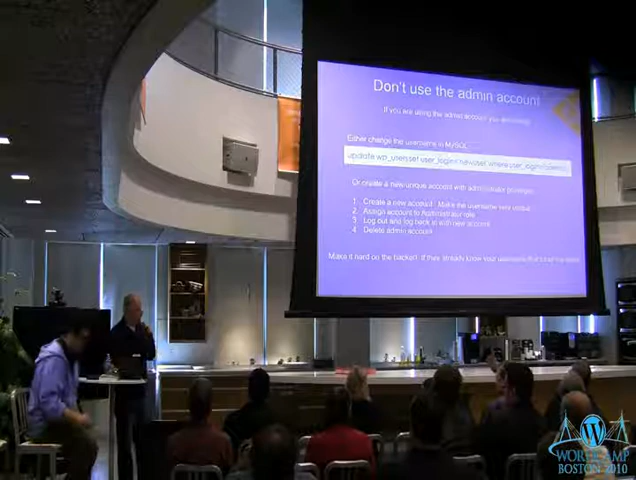 Don't use the admin account
If you are using the admin account you
Either change the username in MySQL:
update wp_users set user_login='newuser' where user_login='admin';
Or create a new unique account with administrator privileges.
1. Create a new account. Make the username very unique
2. Assign account to Administrator role
3. Log out and log back in with new account
4. Delete admin account
Make it hard on the hacker! If they already know your username that's half the battle
WORDCAMP
BOSTON 2010